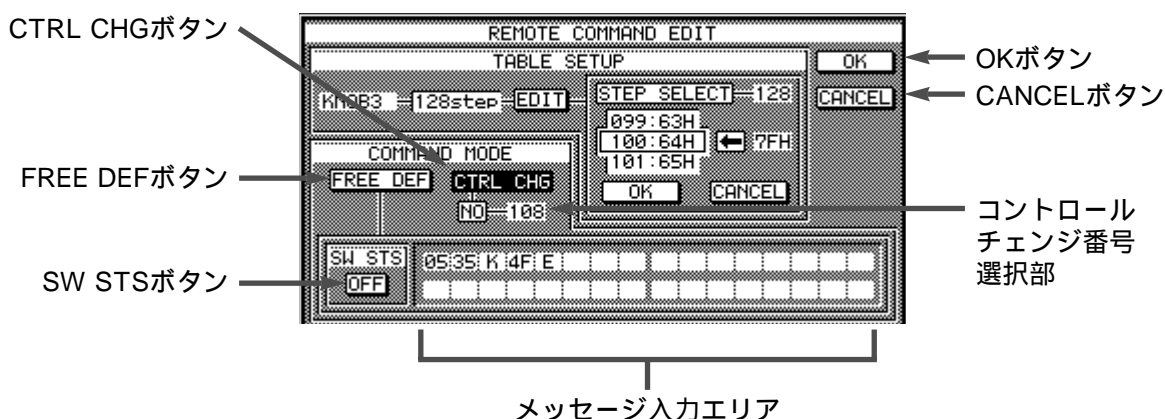 CTRL CHGボタン
REMOTE COMMAND EDIT
TABLE SETUP
OK
OKボタン
KNOB3 128step EDIT
STEP SELECT 128
CANCEL
CANCELボタン
099:63H
100:64H 7FH
101:65H
COMMAND MODE
FREE DEFボタン
FREE DEF
CTRL CHG
OK CANCEL
NO 108
コントロール
チェンジ番号
選択部
SW STS
05 35 K 4F E
SW STSボタン
OFF
メッセージ入力エリア